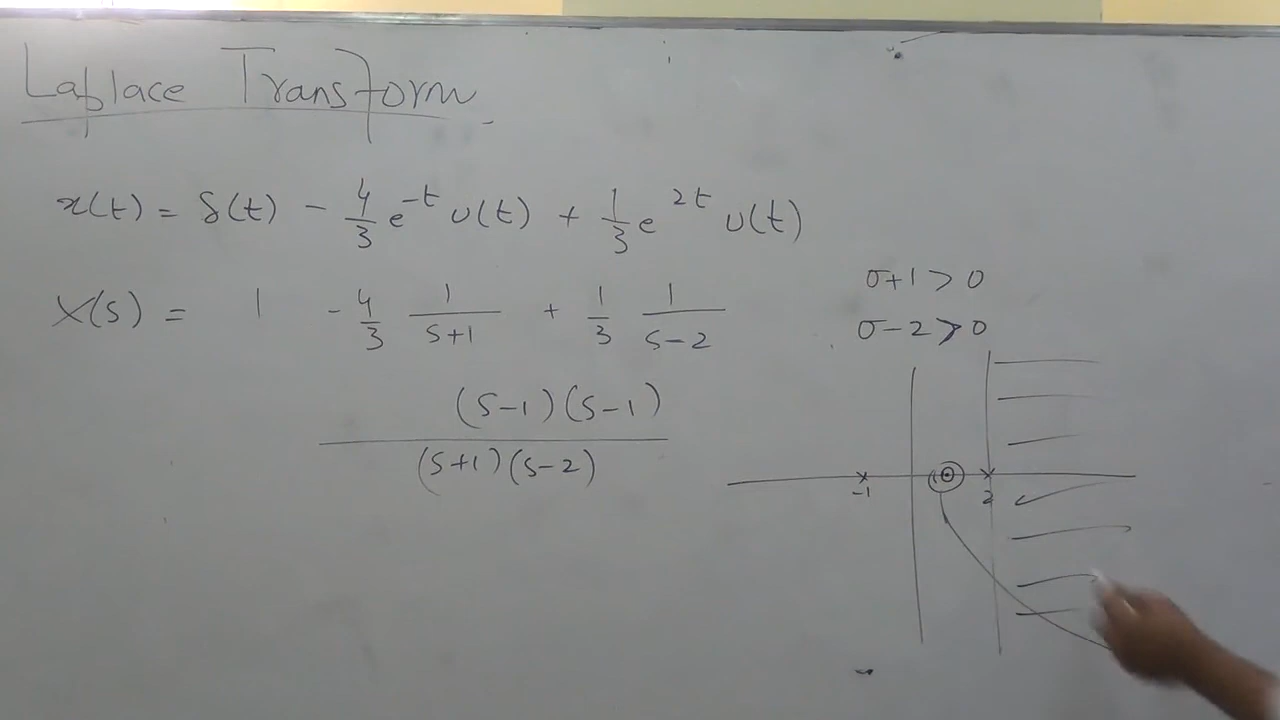 Laplace Transform
x(t) = δ(t) - 4/3 e^-t u(t) + 1/3 e^2t u(t)
X(s) = 1 - 4/3 1/s+1 + 1/3 1/s-2
(s-1)(s-1)
(s+1)(s-2)
σ+1 > 0
σ-2 > 0
-1 2